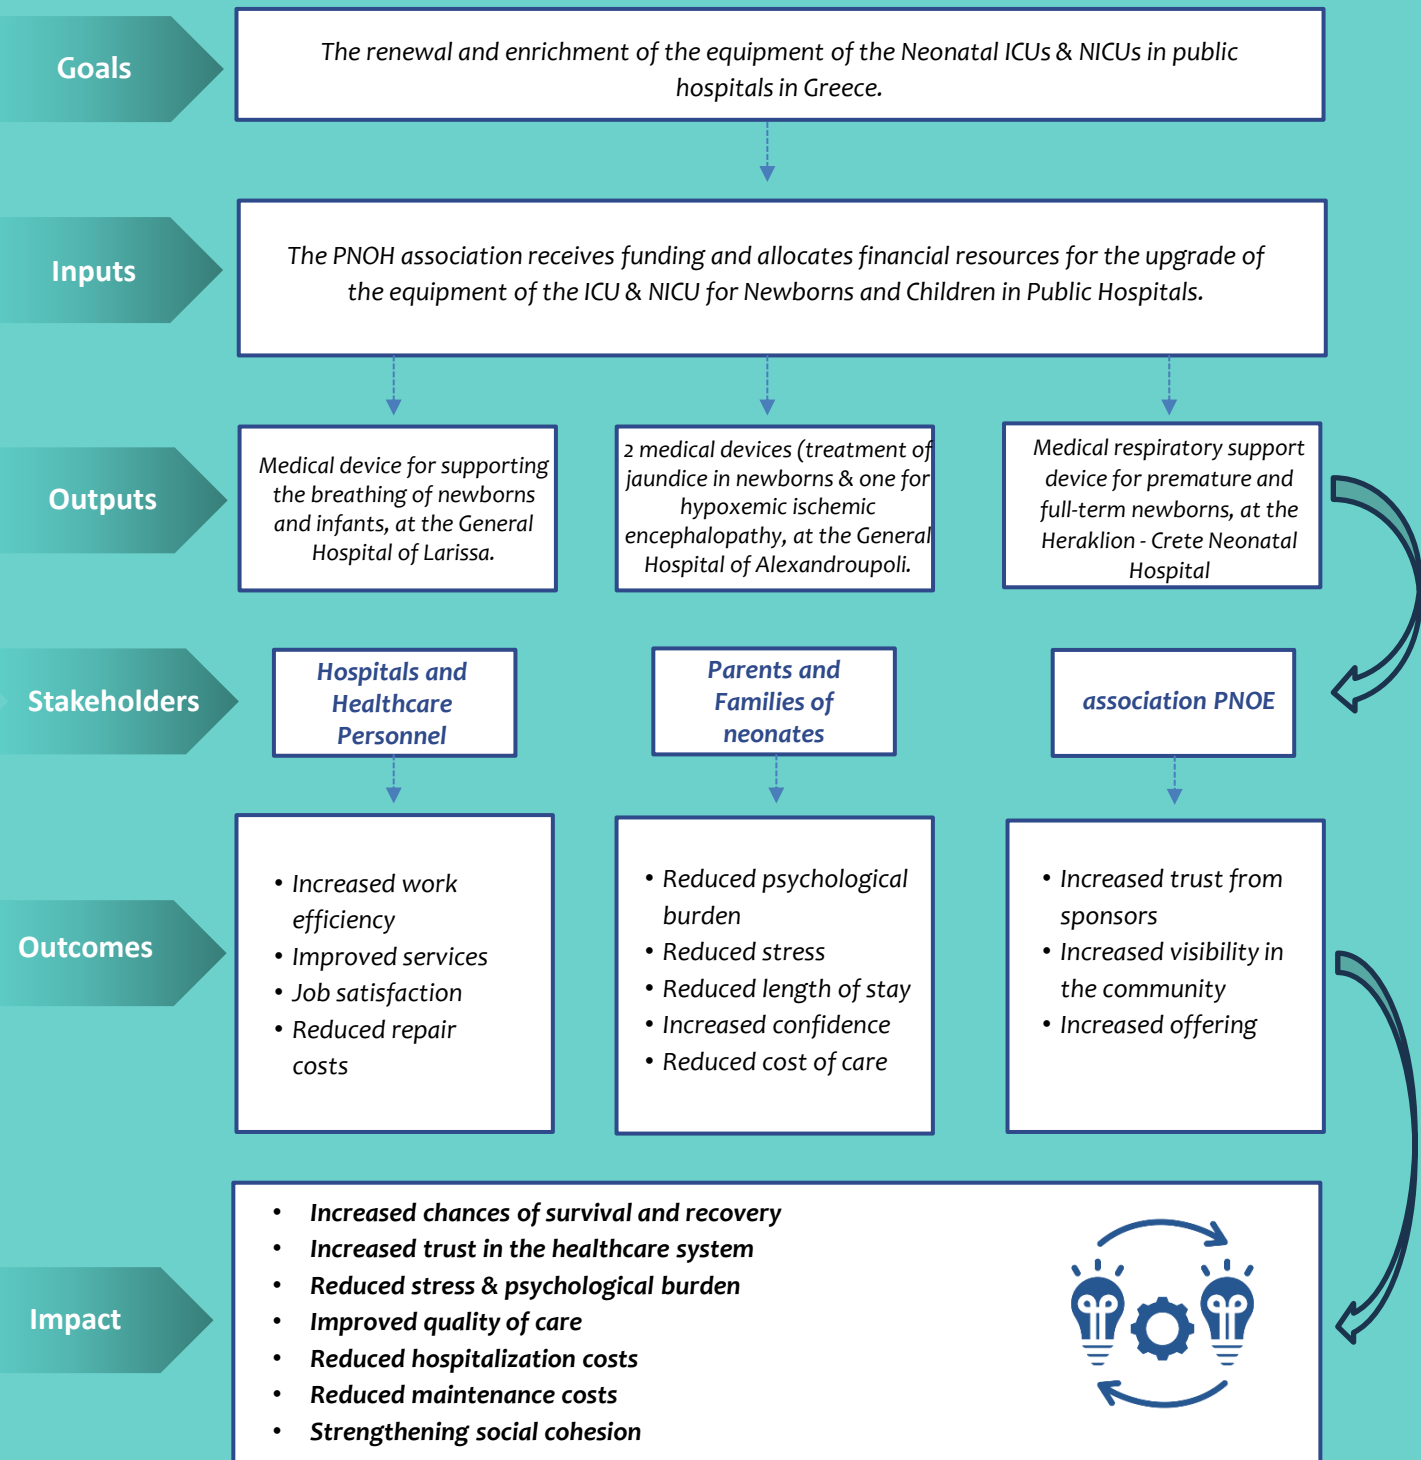 Goals
The renewal and enrichment of the equipment of the Neonatal ICUs & NICUs in public
hospitals in Greece.
Inputs
The PNOH association receives funding and allocates financial resources for the upgrade of
the equipment of the ICU & NICU for Newborns and Children in Public Hospitals.
Outputs
Medical device for supporting
the breathing of newborns
and infants, at the General
Hospital of Larissa.
2 medical devices (treatment of
jaundice in newborns & one for
hypoxemic ischemic
encephalopathy, at the General
Hospital of Alexandroupoli.
Medical respiratory support
device for premature and
full-term newborns, at the
Heraklion - Crete Neonatal
Hospital
Stakeholders
Hospitals and
Healthcare
Personnel
Parents and
Families of
neonates
association PNOE
Outcomes
• Increased work
efficiency
• Improved services
• Job satisfaction
• Reduced repair
costs
• Reduced psychological
burden
• Reduced stress
• Reduced length of stay
• Increased confidence
• Reduced cost of care
• Increased trust from
sponsors
• Increased visibility in
the community
• Increased offering
Impact
• Increased chances of survival and recovery
• Increased trust in the healthcare system
• Reduced stress & psychological burden
• Improved quality of care
• Reduced hospitalization costs
• Reduced maintenance costs
• Strengthening social cohesion